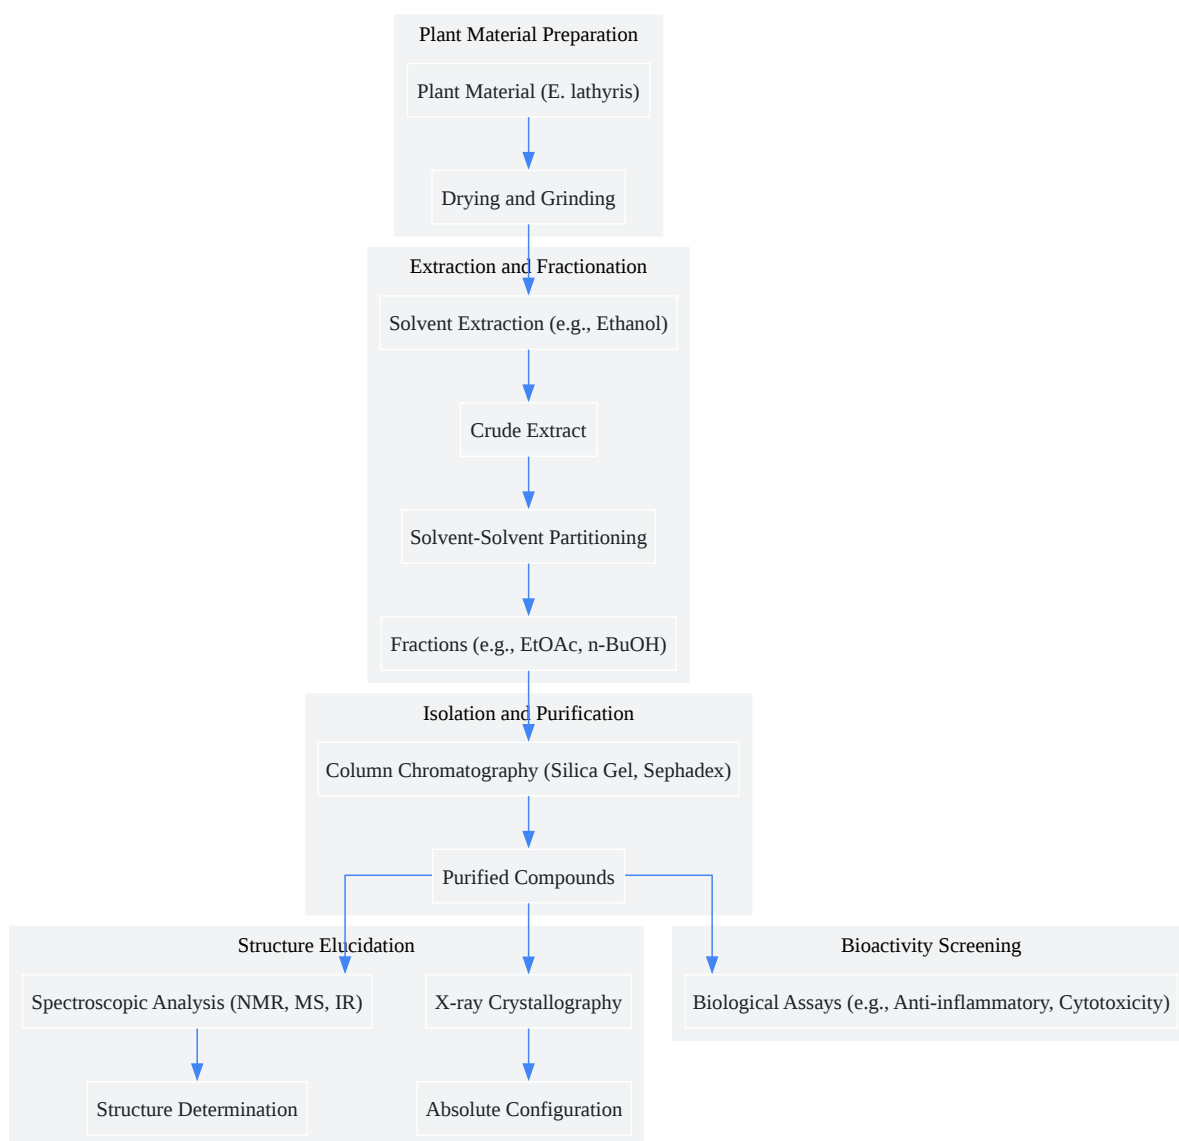 Plant Material Preparation
Plant Material (E. lathyris)
Drying and Grinding
Extraction and Fractionation
Solvent Extraction (e.g., Ethanol)
Crude Extract
Solvent-Solvent Partitioning
Fractions (e.g., EtOAc, n-BuOH)
Isolation and Purification
Column Chromatography (Silica Gel, Sephadex)
Purified Compounds
Structure Elucidation
Bioactivity Screening
Spectroscopic Analysis (NMR, MS, IR)
X-ray Crystallography
Biological Assays (e.g., Anti-inflammatory, Cytotoxicity)
Structure Determination
Absolute Configuration